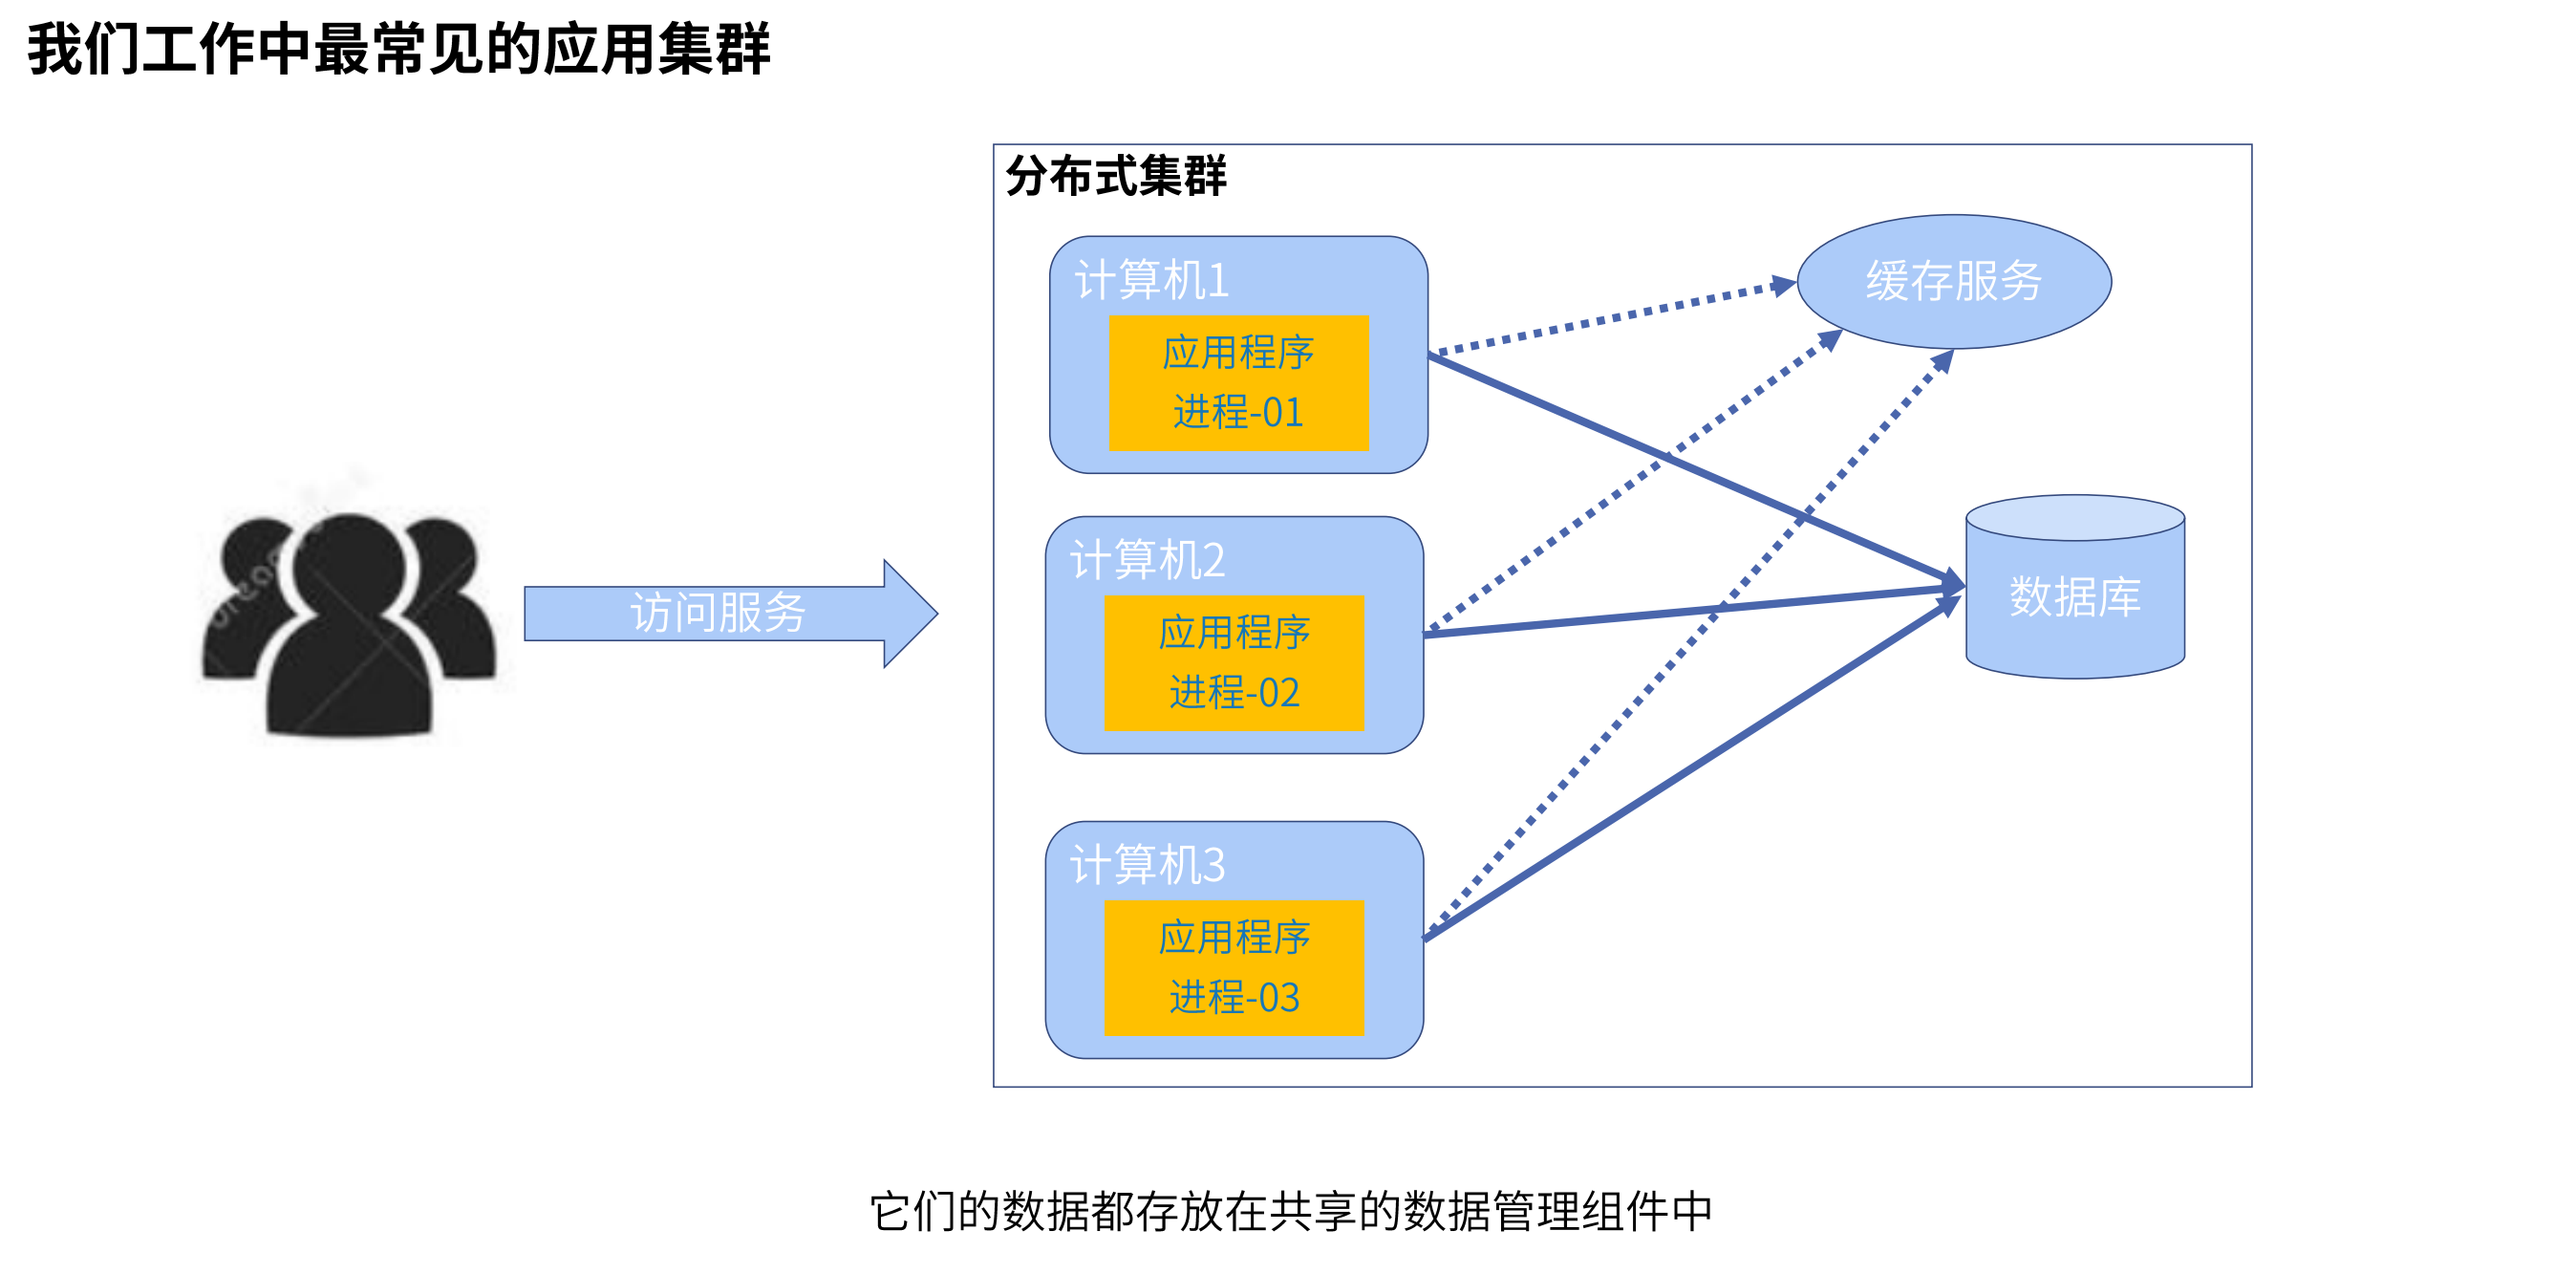 我们工作中最常见的应用集群
分布式集群
计算机1
应用程序
进程-01
缓存服务
访问服务
计算机2
应用程序
进程-02
数据库
计算机3
应用程序
进程-03
它们的数据都存放在共享的数据管理组件中